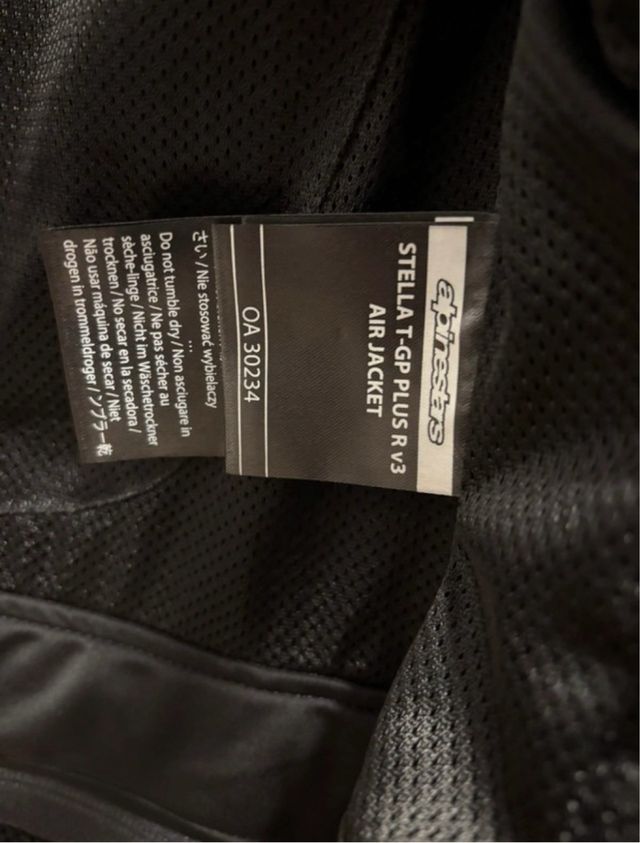 alpinestars
STELLA T-GP PLUS R v3
AIR JACKET
OA 30234
さい / Nie stosować wybielaczy
...
Do not tumble dry / Non asciugare in
asciugatrice / Ne pas sécher au
sèche-linge / Nicht im Wäschetrockner
trocknen / No secar en la secadora /
Não usar máquina de secar / Niet
drogen in trommeldroger / ンブラー乾